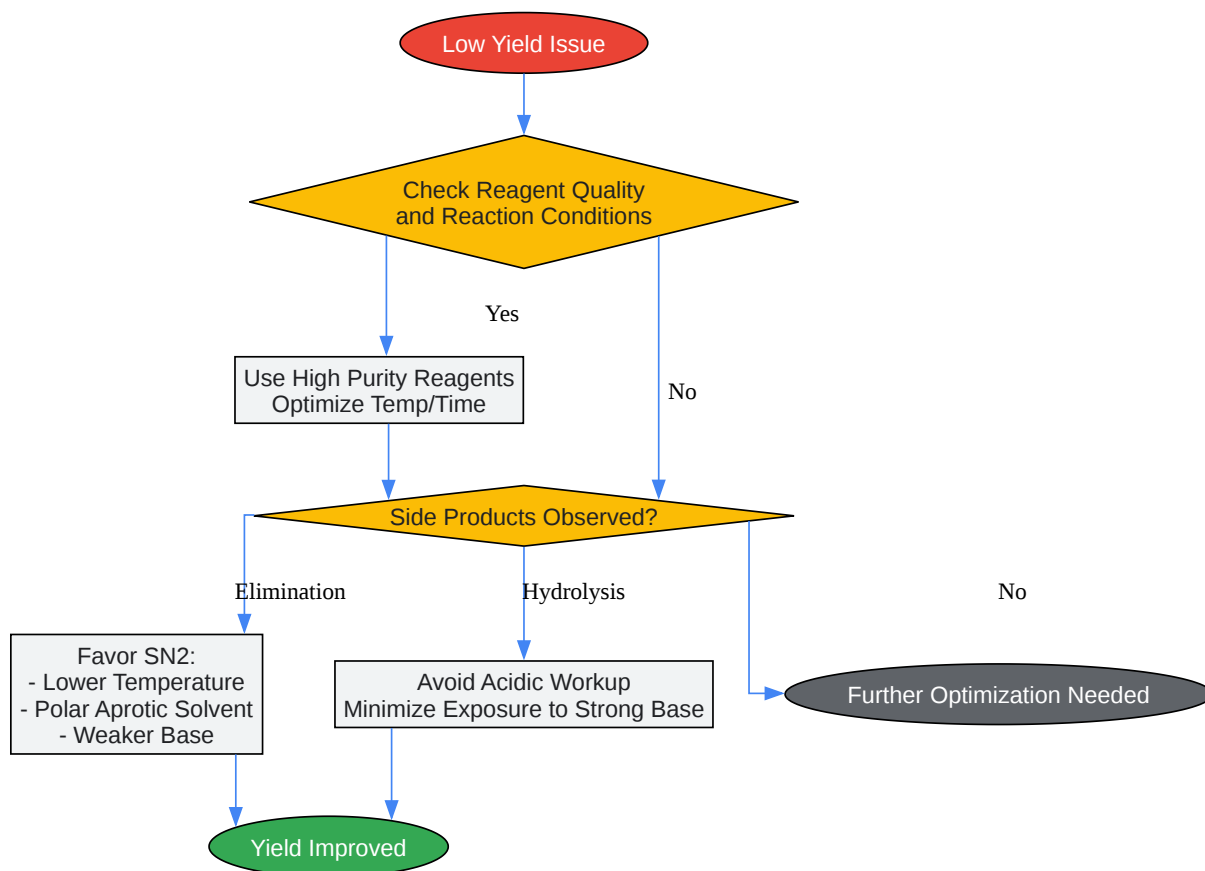 Low Yield Issue
Check Reagent Quality
and Reaction Conditions
Yes
Use High Purity Reagents
Optimize Temp/Time
No
Side Products Observed?
Elimination
Hydrolysis
No
Favor SN2:
- Lower Temperature
- Polar Aprotic Solvent
- Weaker Base
Avoid Acidic Workup
Minimize Exposure to Strong Base
Further Optimization Needed
Yield Improved